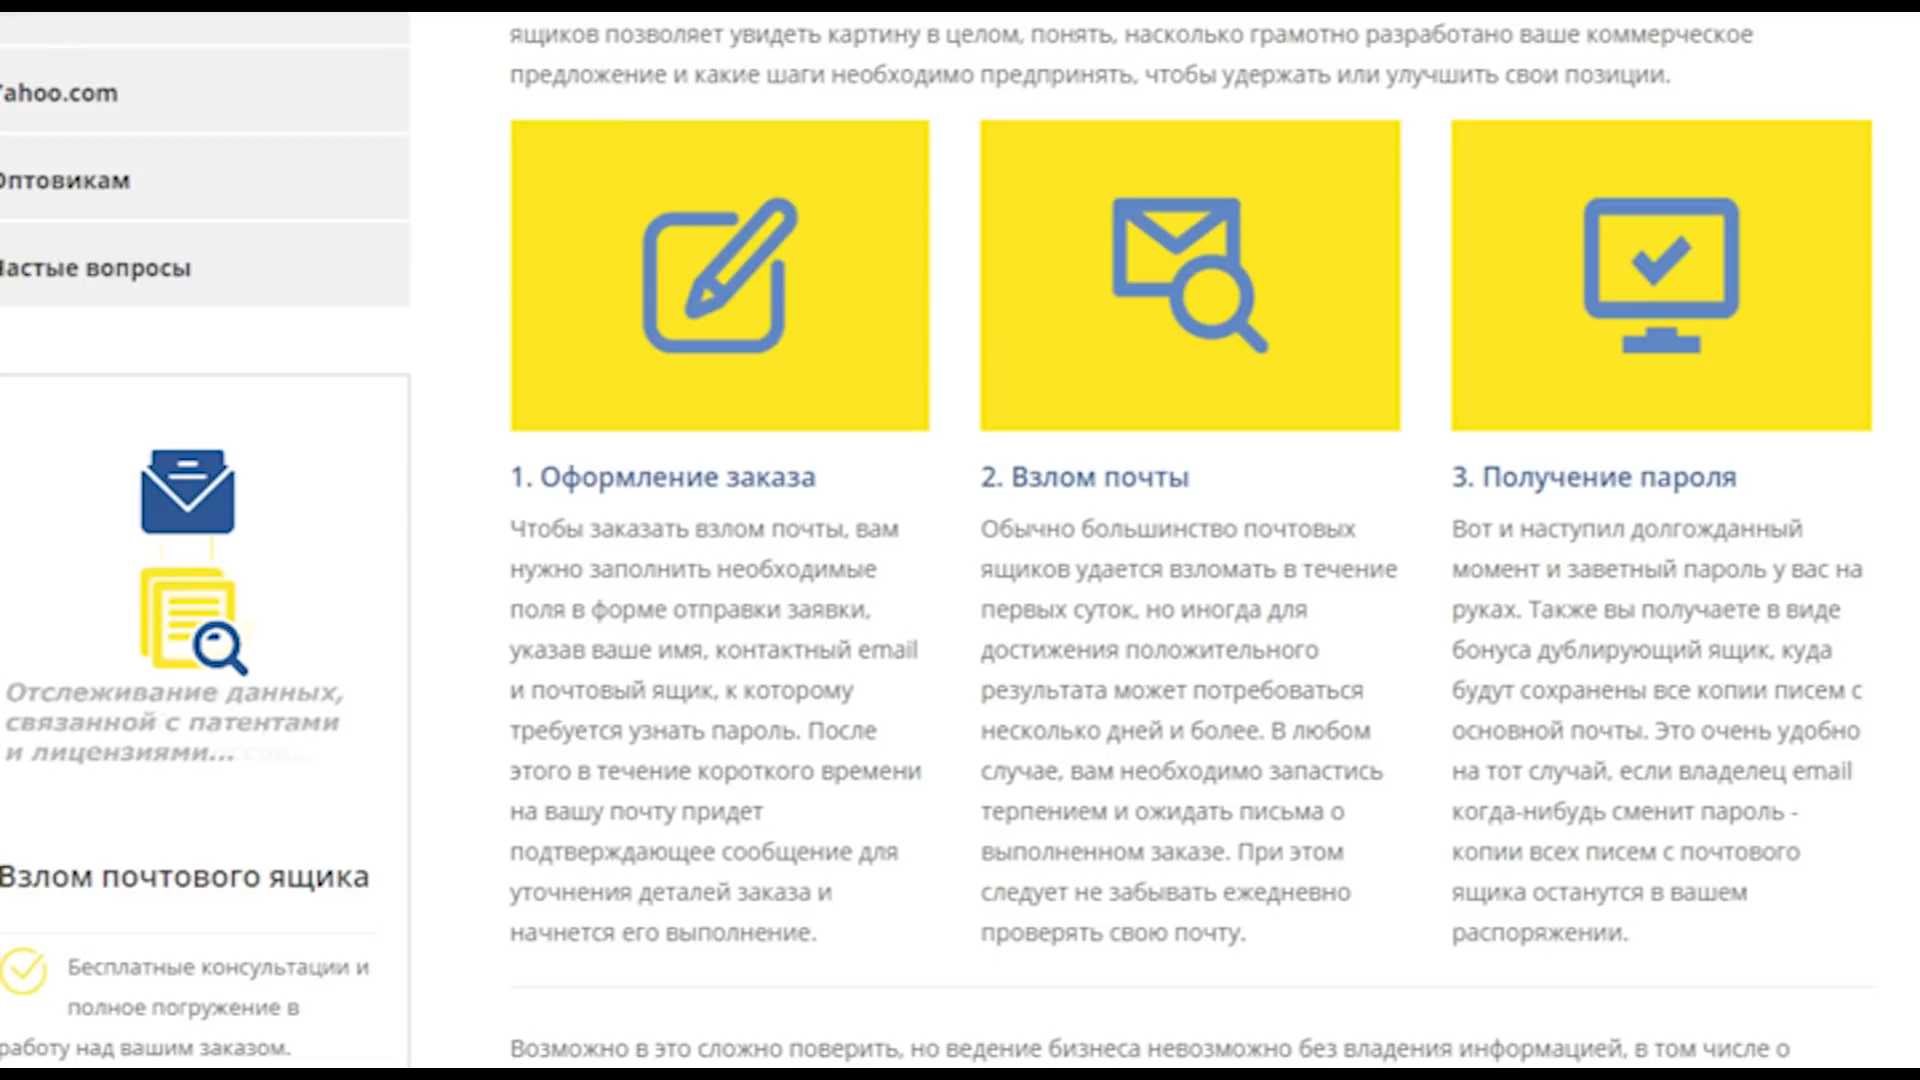 Yahoo.com
Оптовикам
Частые вопросы
Отслеживание данных,
связанной с патентами
и лицензиями...
Взлом почтового ящика
Бесплатные консультации и
полное погружение в
работу над вашим заказом.
ящиков позволяет увидеть картину в целом, понять, насколько грамотно разработано ваше коммерческое
предложение и какие шаги необходимо предпринять, чтобы удержать или улучшить свои позиции.
1. Оформление заказа
Чтобы заказать взлом почты, вам
нужно заполнить необходимые
поля в форме отправки заявки,
указав ваше имя, контактный email
и почтовый ящик, к которому
требуется узнать пароль. После
этого в течение короткого времени
на вашу почту придет
подтверждающее сообщение для
уточнения деталей заказа и
начнется его выполнение.
2. Взлом почты
Обычно большинство почтовых
ящиков удается взломать в течение
первых суток, но иногда для
достижения положительного
результата может потребоваться
несколько дней и более. В любом
случае, вам необходимо запастись
терпением и ожидать письма о
выполненном заказе. При этом
следует не забывать ежедневно
проверять свою почту.
3. Получение пароля
Вот и наступил долгожданный
момент и заветный пароль у вас на
руках. Также вы получаете в виде
бонуса дублирующий ящик, куда
будут сохранены все копии писем с
основной почты. Это очень удобно
на тот случай, если владелец email
когда-нибудь сменит пароль -
копии всех писем с почтового
ящика останутся в вашем
распоряжении.
Возможно в это сложно поверить, но ведение бизнеса невозможно без владения информацией, в том числе о